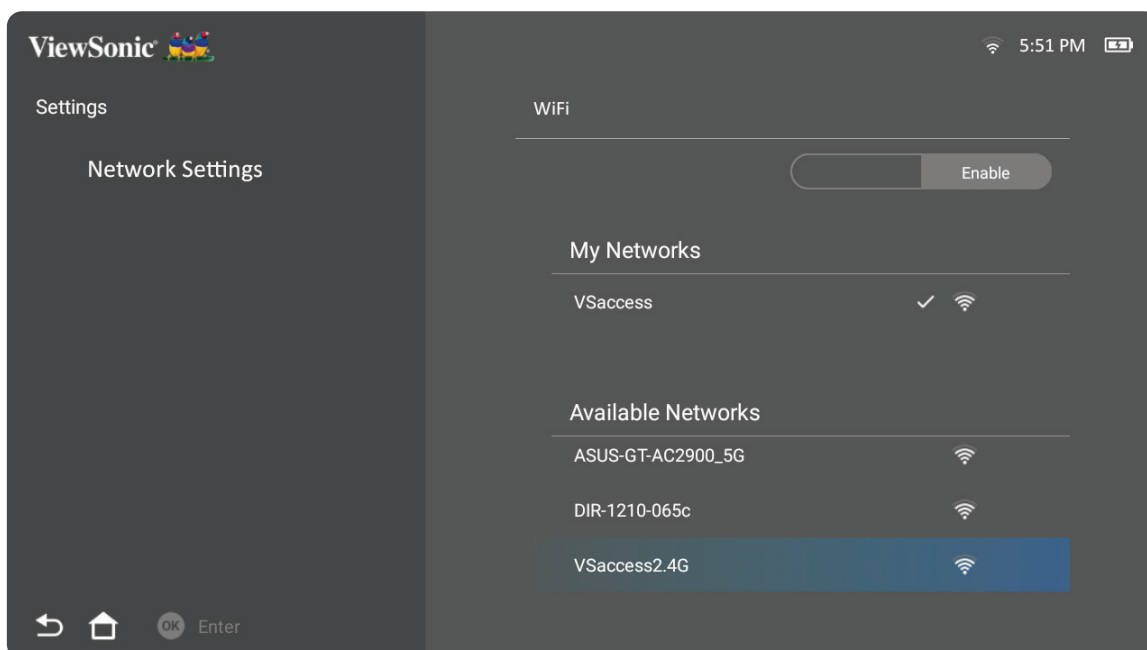 ViewSonic
5:51 PM
Settings
Network Settings
WiFi
Enable
My Networks
VSaccess
Available Networks
ASUS-GT-AC2900_5G
DIR-1210-065c
VSaccess2.4G
OK Enter